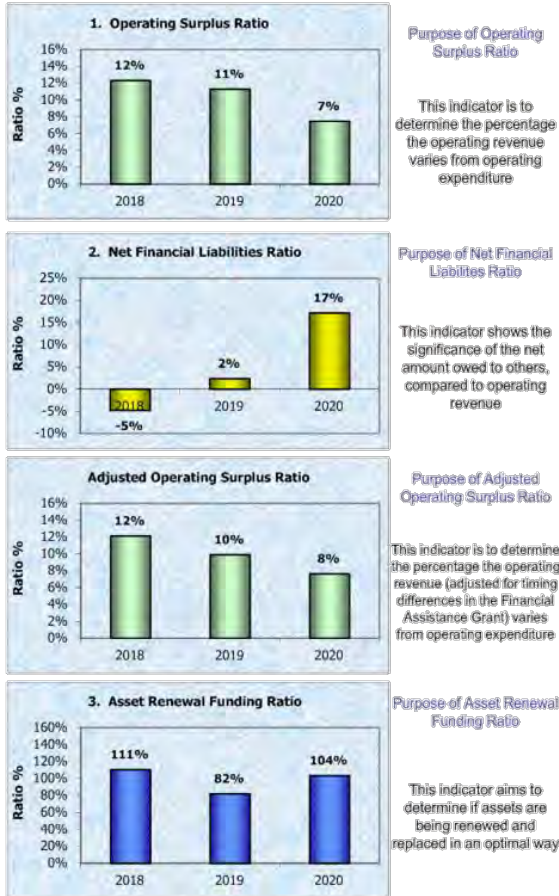 1. Operating Surplus Ratio
Ratio %
16%
14%
12%
10%
8%
6%
4%
2%
0%
12%
11%
7%
2018
2019
2020
Purpose of Operating
Surplus Ratio
This indicator is to
determine the percentage
the operating revenue
varies from operating
expenditure
2. Net Financial Liabilities Ratio
Ratio %
25%
20%
15%
10%
5%
0%
-5%
-10%
-5%
2%
17%
2018
2019
2020
Purpose of Net Financial
Liabilites Ratio
This indicator shows the
significance of the net
amount owed to others,
compared to operating
revenue
Adjusted Operating Surplus Ratio
Ratio %
16%
14%
12%
10%
8%
6%
4%
2%
0%
12%
10%
8%
2018
2019
2020
Purpose of Adjusted
Operating Surplus Ratio
This indicator is to determine
the percentage the operating
revenue (adjusted for timing
differences in the Financial
Assistance Grant) varies
from operating expenditure
3. Asset Renewal Funding Ratio
Ratio %
160%
140%
120%
100%
80%
60%
40%
20%
0%
111%
82%
104%
2018
2019
2020
Purpose of Asset Renewal
Funding Ratio
This indicator aims to
determine if assets are
being renewed and
replaced in an optimal way